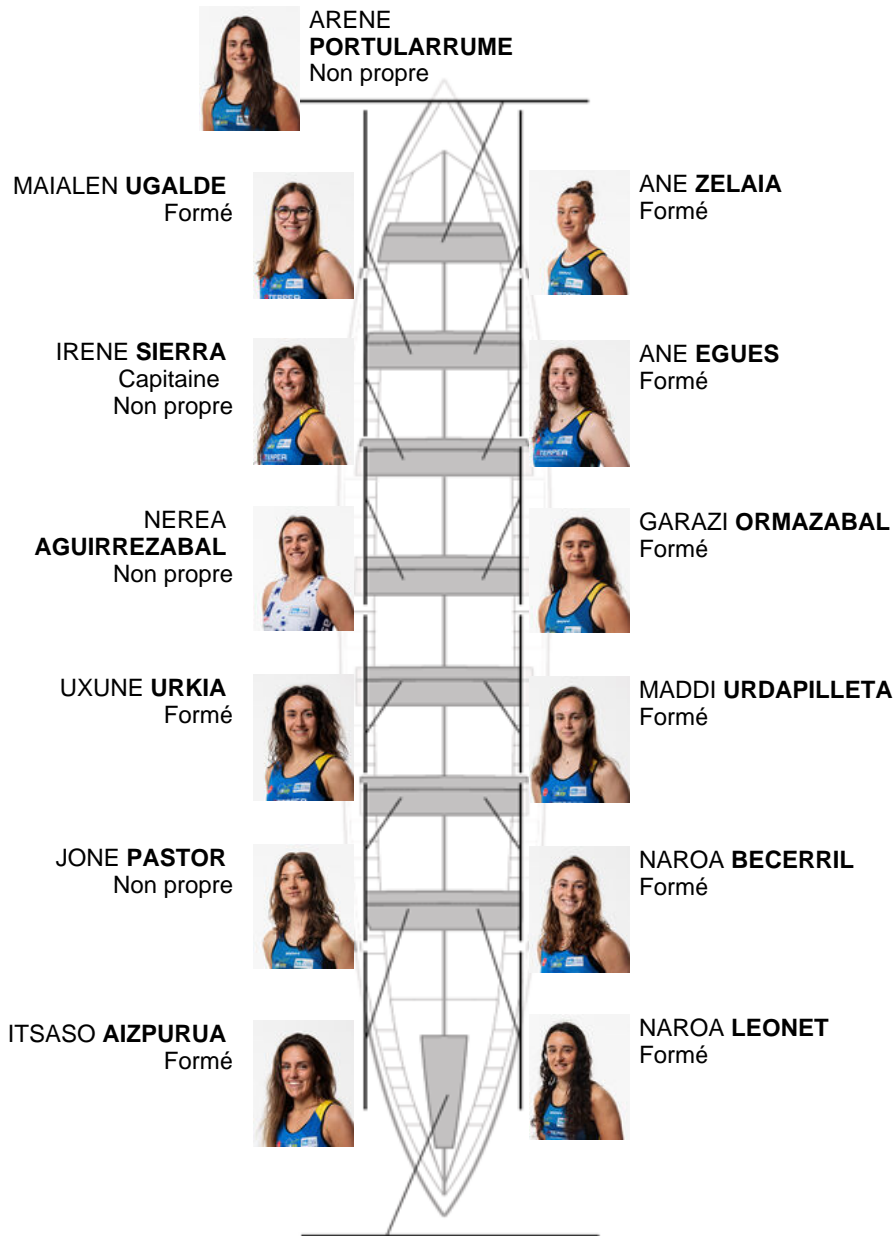 ARENE
PORTULARRUME
Non propre
MAIALEN UGALDE
Formé
ANE ZELAIA
Formé
IRENE SIERRA
Capitaine
Non propre
ANE EGUES
Formé
NEREA
AGUIRREZABAL
Non propre
GARAZI ORMAZABAL
Formé
UXUNE URKIA
Formé
MADDI URDAPILLETA
Formé
JONE PASTOR
Non propre
NAROA BECERRIL
Formé
ITSASO AIZPURUA
Formé
NAROA LEONET
Formé